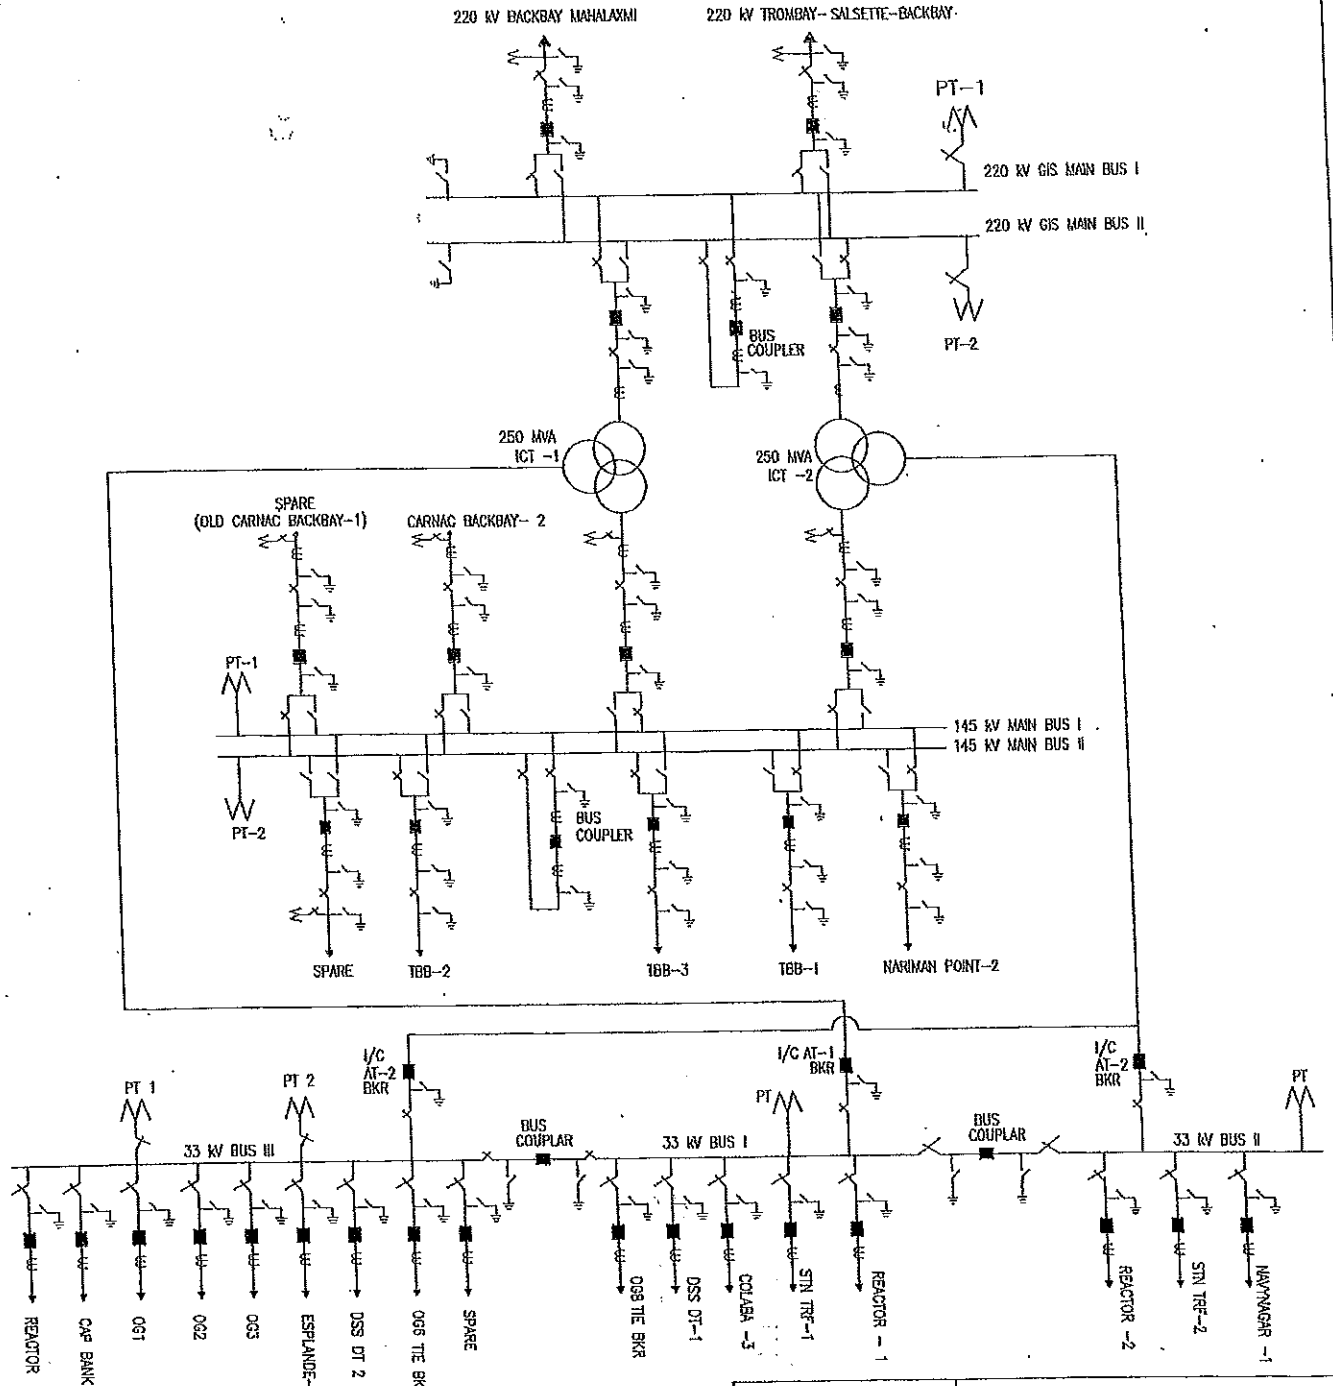 220 kV BACKBAY MAHALAXMI
220 kV TROMBAY-SALSETTE-BACKBAY
PT-1
220 kV GIS MAIN BUS I
220 kV GIS MAIN BUS II
BUS
COUPLER
PT-2
250 MVA
ICT -1
250 MVA
ICT -2
SPARE
(OLD CARNAC BACKBAY-1)
CARNAC BACKBAY- 2
PT-1
145 kV MAIN BUS I
145 kV MAIN BUS II
PT-2
BUS
COUPLER
SPARE
TBB-2
TBB-3
TBB-1
NARIMAN POINT-2
I/C
AT-2
BKR
I/C AT-1
BKR
I/C
AT-2
BKR
PT 1
PT 2
PT
PT
BUS
COUPLAR
BUS
COUPLAR
33 kV BUS III
33 kV BUS I
33 kV BUS II
REACTOR
CAP BANK
OG1
OG2
OG3
ESPLANDE-
DSS DT 2
OG6 TIE BK
SPARE
OG8 TIE BKR
DSS DT-1
COLABA -3
STN TRF-1
REACTOR - 1
REACTOR -2
STN TRF-2
NAVYNAGAR -1